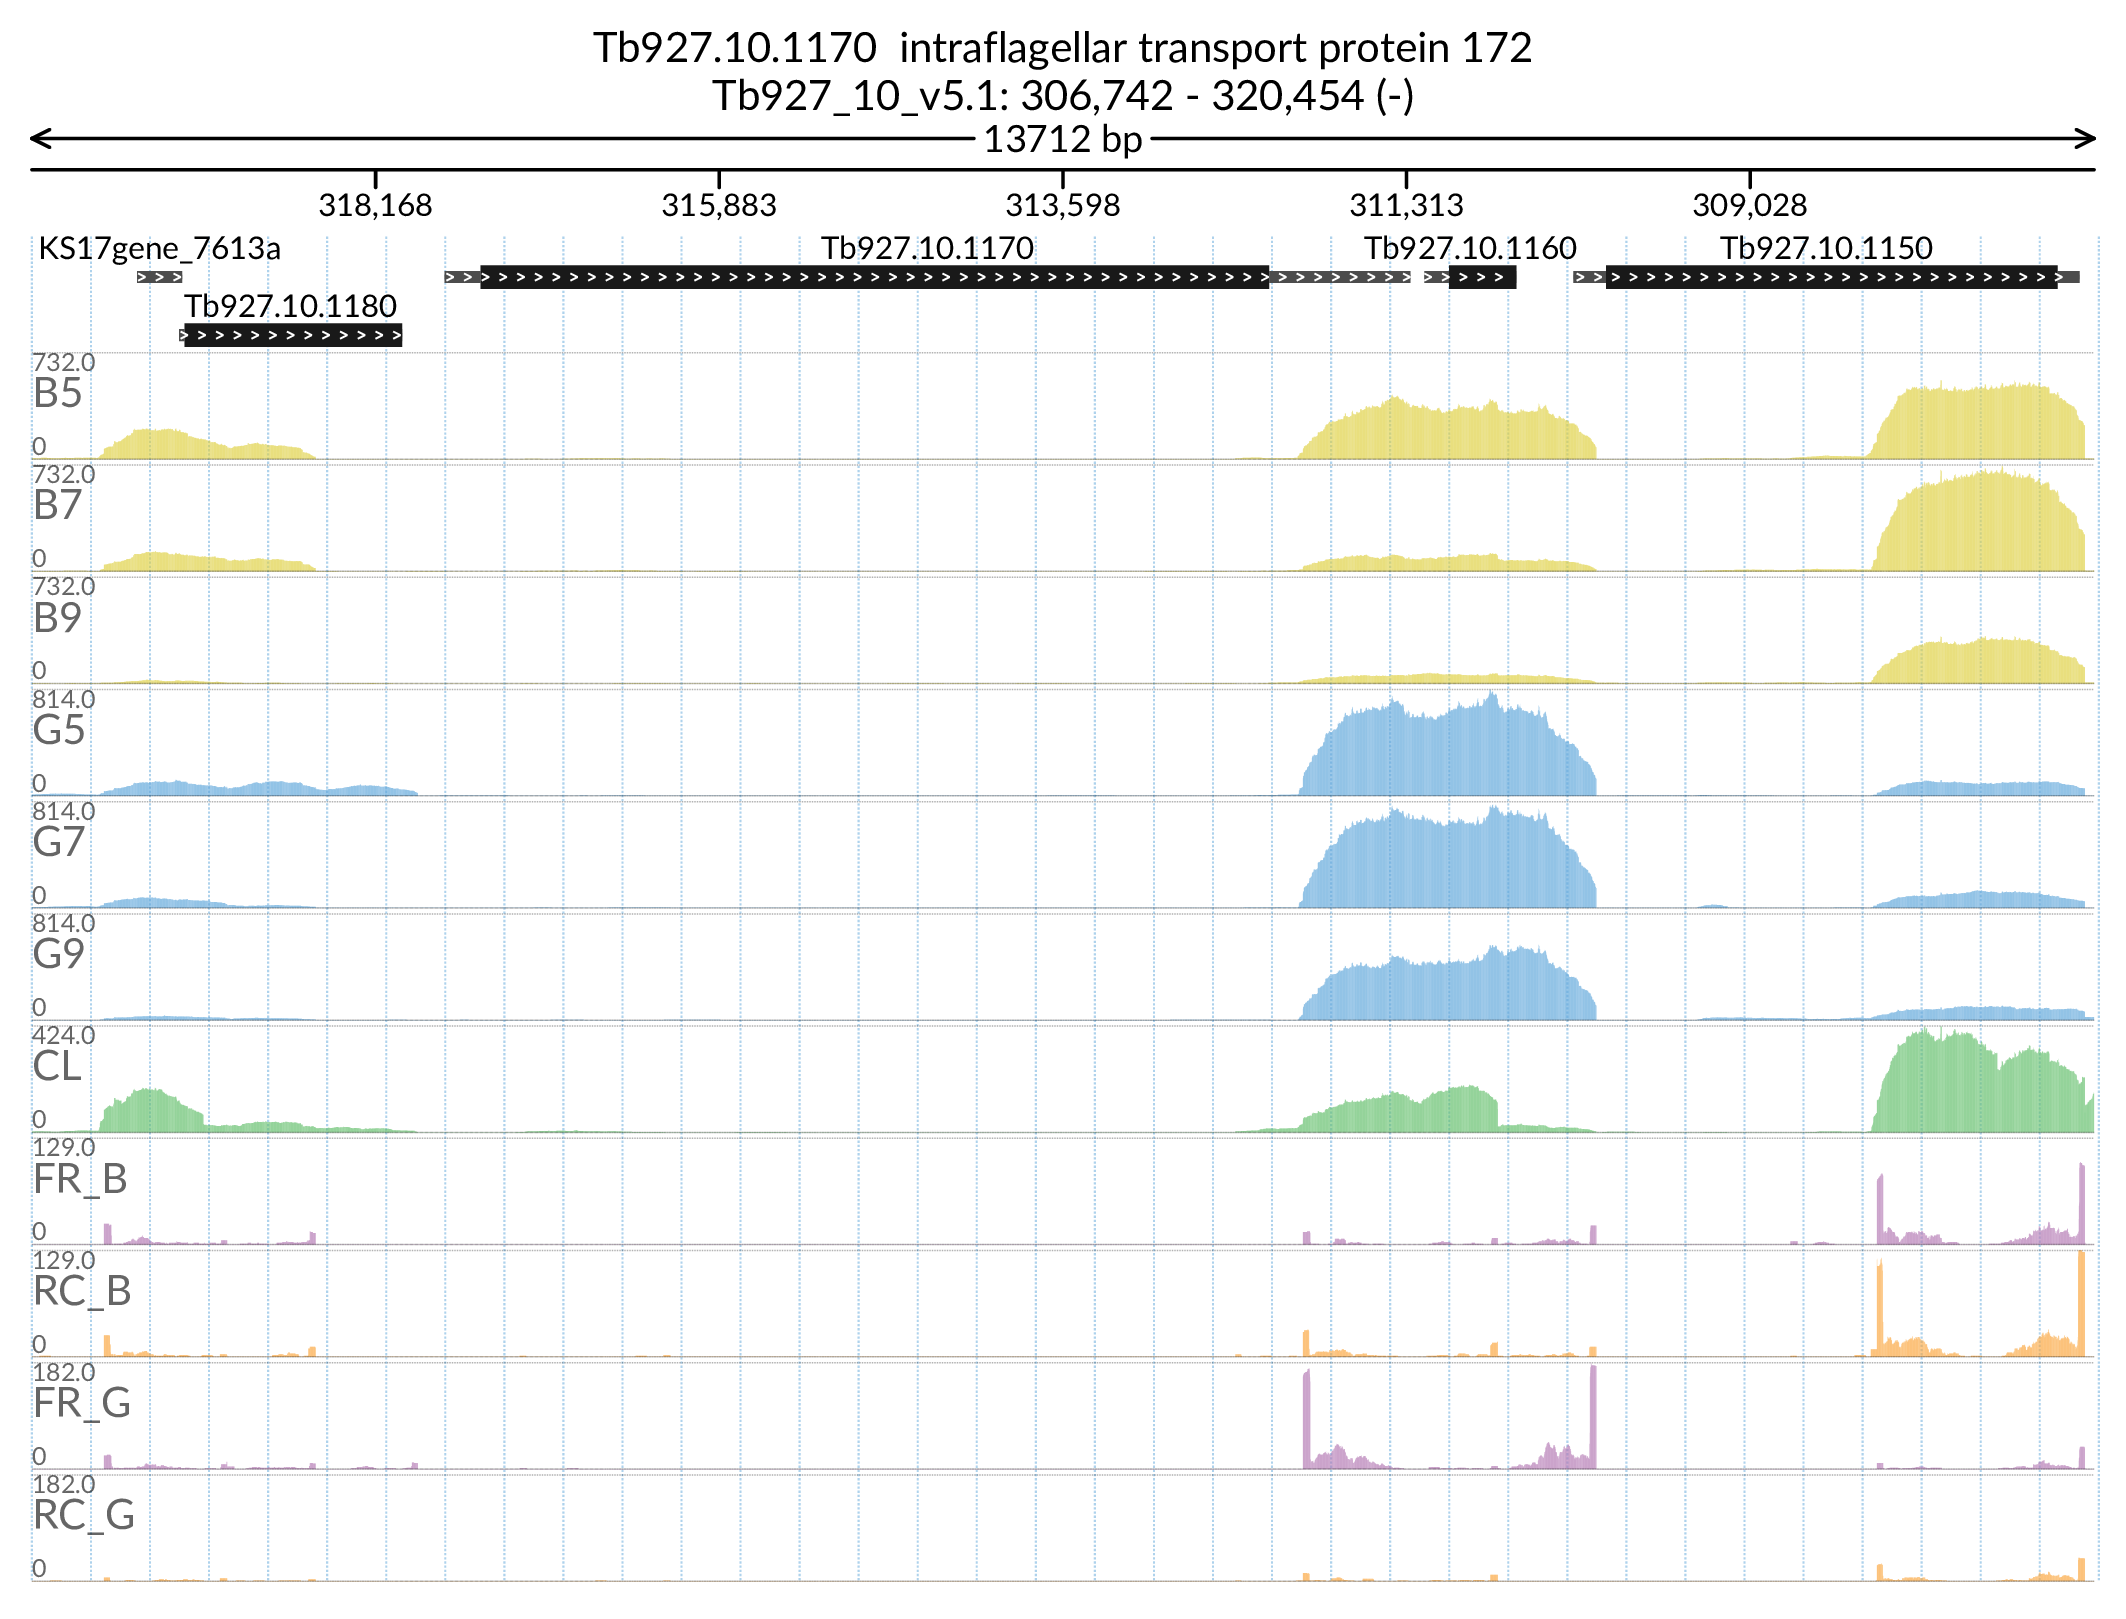 Tb927.10.1170  intraflagellar transport protein 172
Tb927_10_v5.1: 306,742 - 320,454 (-)
13712 bp
318,168 315,883 313,598 311,313 309,028
KS17gene_7613a Tb927.10.1170 Tb927.10.1160 Tb927.10.1150
Tb927.10.1180
732.0
B5
0
732.0
B7
0
732.0
B9
0
814.0
G5
0
814.0
G7
0
814.0
G9
0
424.0
CL
0
129.0
FR_B
0
129.0
RC_B
0
182.0
FR_G
0
182.0
RC_G
0